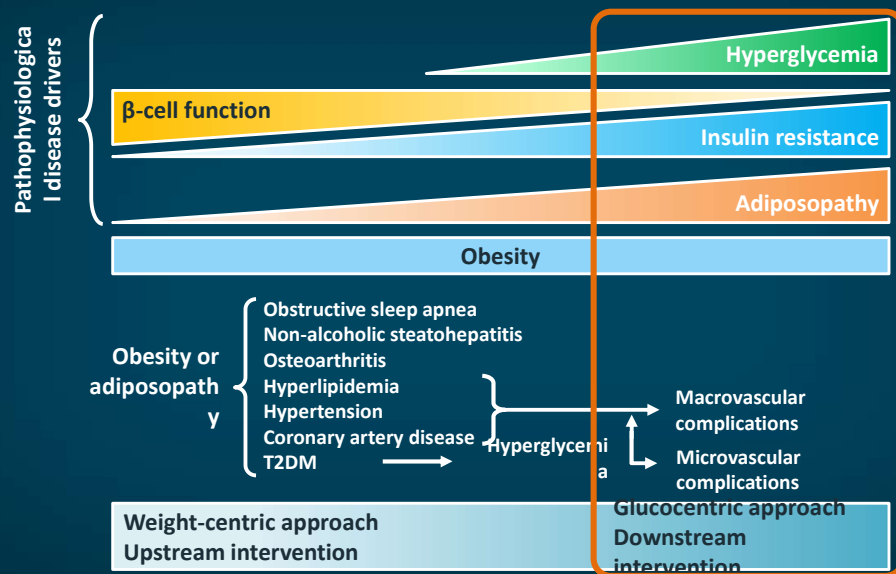 Pathophysiologica
l disease drivers
Hyperglycemia
β-cell function
Insulin resistance
Adiposopathy
Obesity
Obesity or
adiposopath
y
Obstructive sleep apnea
Non-alcoholic steatohepatitis
Osteoarthritis
Hyperlipidemia
Hypertension
Coronary artery disease
T2DM
Hyperglycemi
a
Macrovascular
complications
Microvascular
complications
Weight-centric approach
Upstream intervention
Glucocentric approach
Downstream
intervention